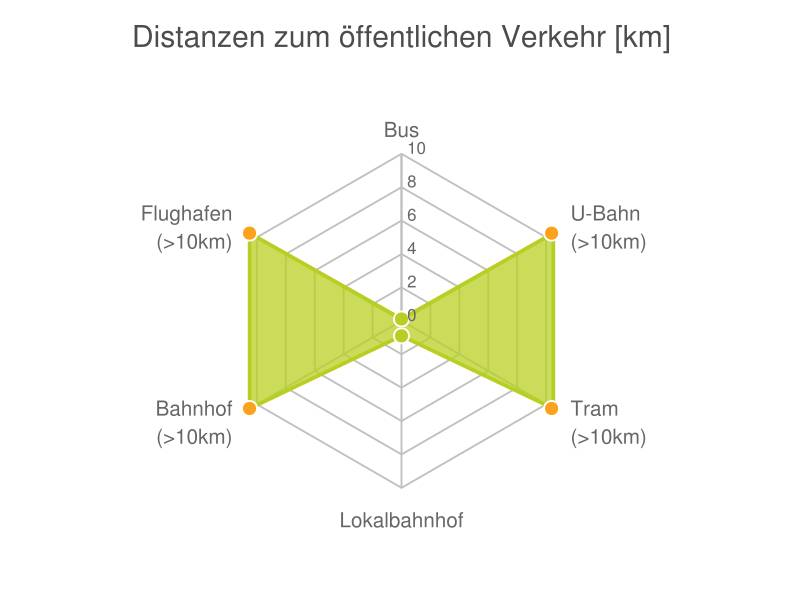 Distanzen zum öffentlichen Verkehr [km]
Bus
10
8
6
4
2
0
U-Bahn
(>10km)
Tram
(>10km)
Lokalbahnhof
Bahnhof
(>10km)
Flughafen
(>10km)